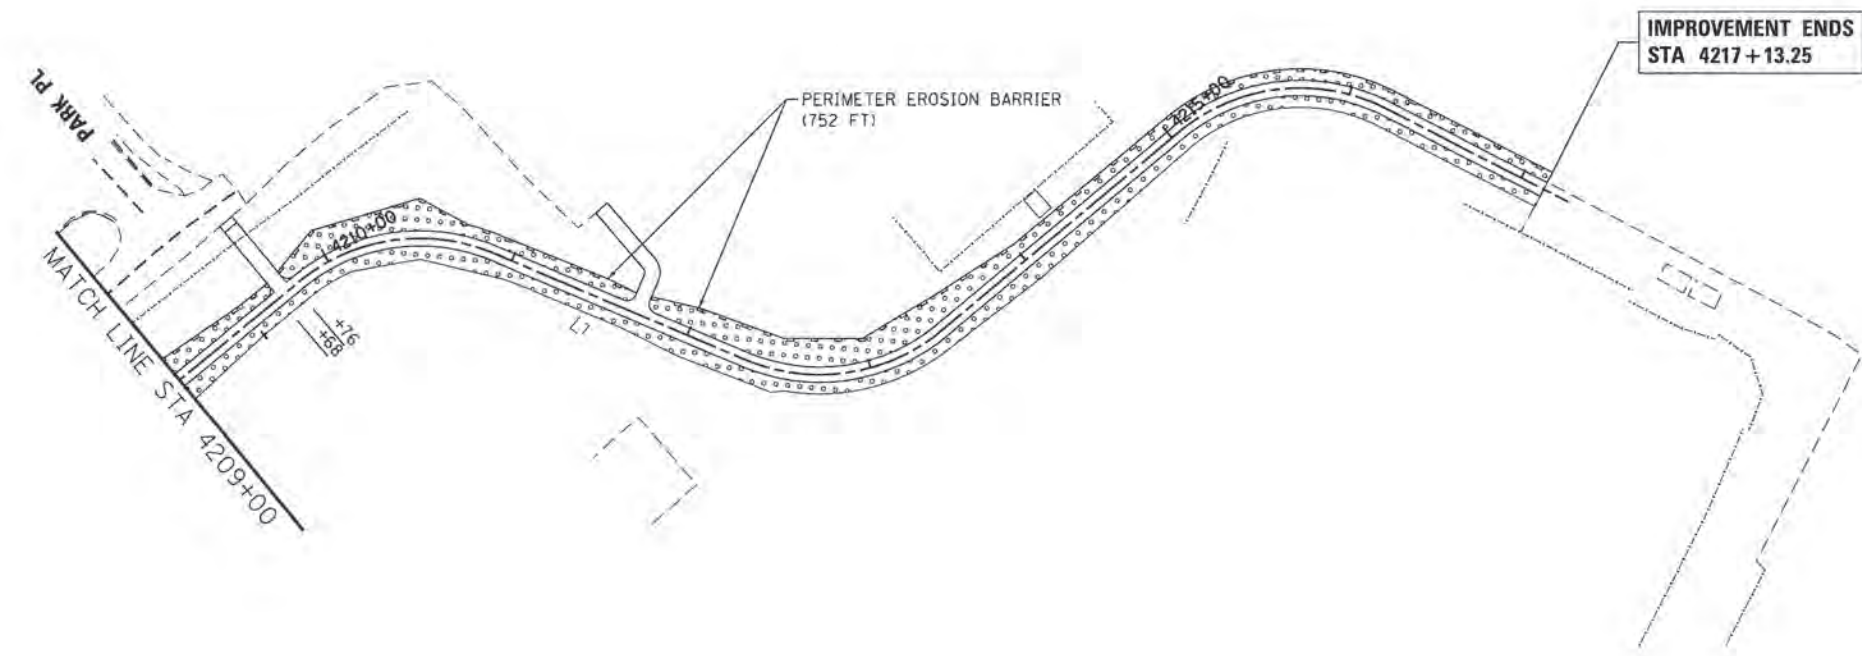 IMPROVEMENT ENDS
STA 4217+13.25
PARK PL
PERIMETER EROSION BARRIER
(752 FT)
4215+00
4210+00
MATCH LINE STA 4209+00
+76
+68
L1